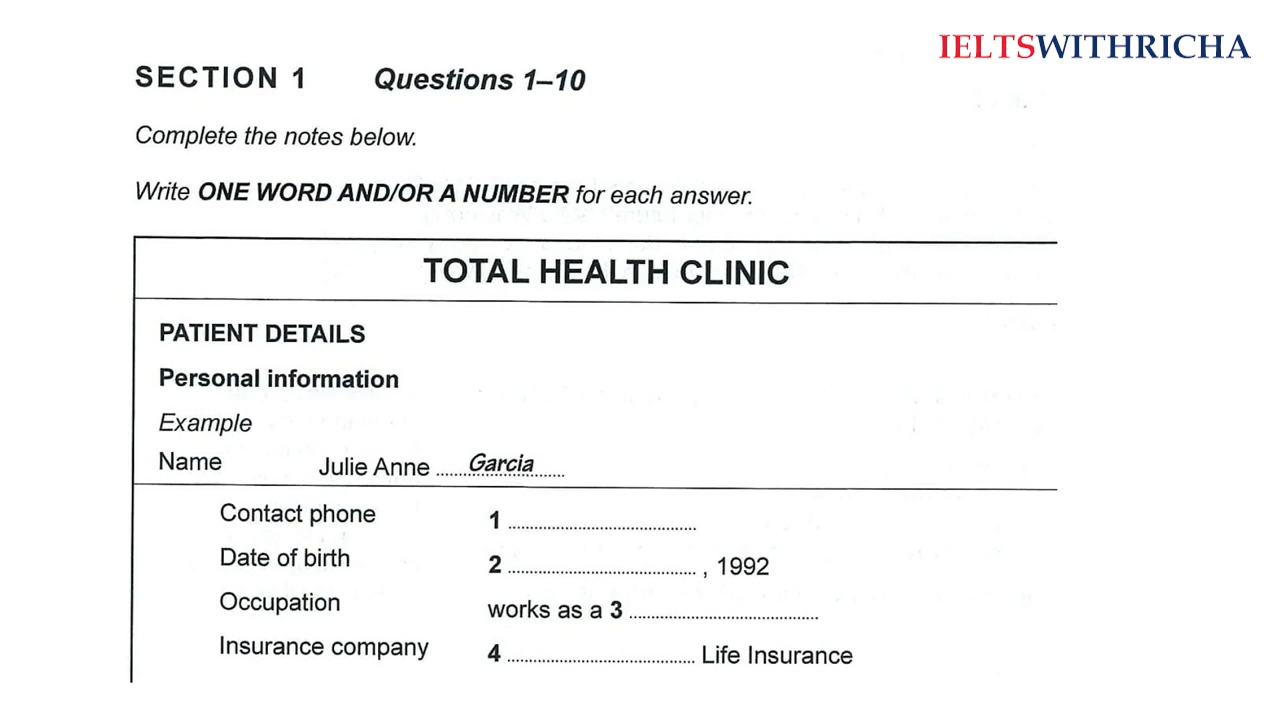 IELTSWITHRICHA
SECTION 1 Questions 1–10
Complete the notes below.
Write ONE WORD AND/OR A NUMBER for each answer.
TOTAL HEALTH CLINIC
PATIENT DETAILS
Personal information
Example
Name Julie Anne ......Garcia......
Contact phone 1 ......................................
Date of birth 2 ...................................... , 1992
Occupation works as a 3 ......................................
Insurance company 4 ...................................... Life Insurance